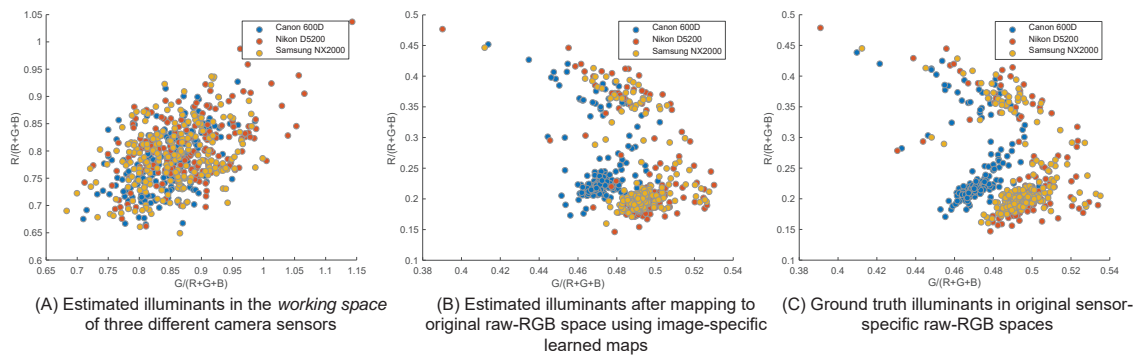 Canon 600D
Nikon D5200
Samsung NX2000
1.05
1
0.95
0.9
0.85
0.8
0.75
0.7
0.65
0.6
R/(R+G+B)
0.65 0.7 0.75 0.8 0.85 0.9 0.95 1 1.05 1.1 1.15
G/(R+G+B)
(A) Estimated illuminants in the working space
of three different camera sensors
Canon 600D
Nikon D5200
Samsung NX2000
0.5
0.45
0.4
0.35
0.3
0.25
0.2
0.15
0.1
R/(R+G+B)
0.38 0.4 0.42 0.44 0.46 0.48 0.5 0.52 0.54
G/(R+G+B)
(B) Estimated illuminants after mapping to
original raw-RGB space using image-specific
learned maps
Canon 600D
Nikon D5200
Samsung NX2000
0.5
0.45
0.4
0.35
0.3
0.25
0.2
0.15
0.1
R/(R+G+B)
0.38 0.4 0.42 0.44 0.46 0.48 0.5 0.52 0.54
G/(R+G+B)
(C) Ground truth illuminants in original sensor-
specific raw-RGB spaces